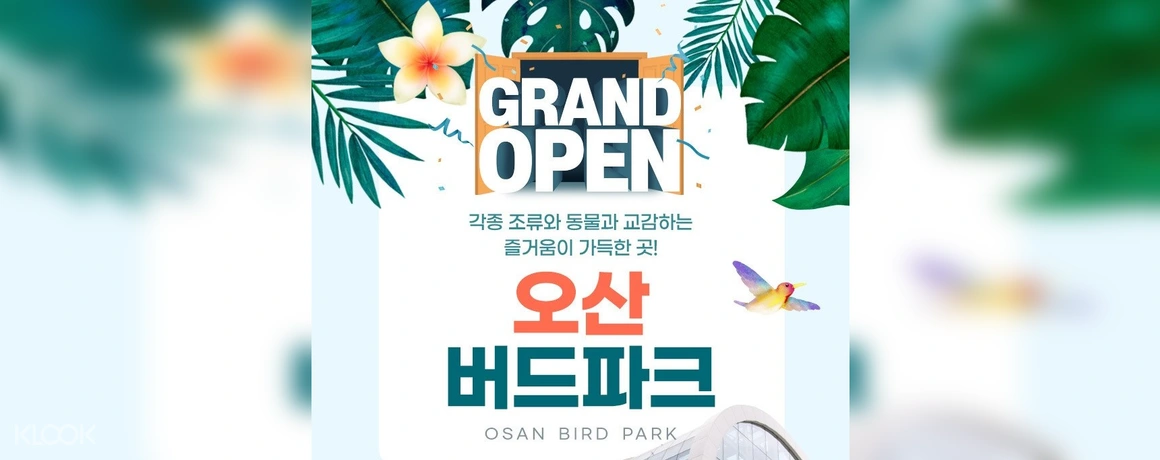 GRAND
OPEN
각종 조류와 동물과 교감하는
즐거움이 가득한 곳!
오산
버드파크
OSAN BIRD PARK
KLOOK